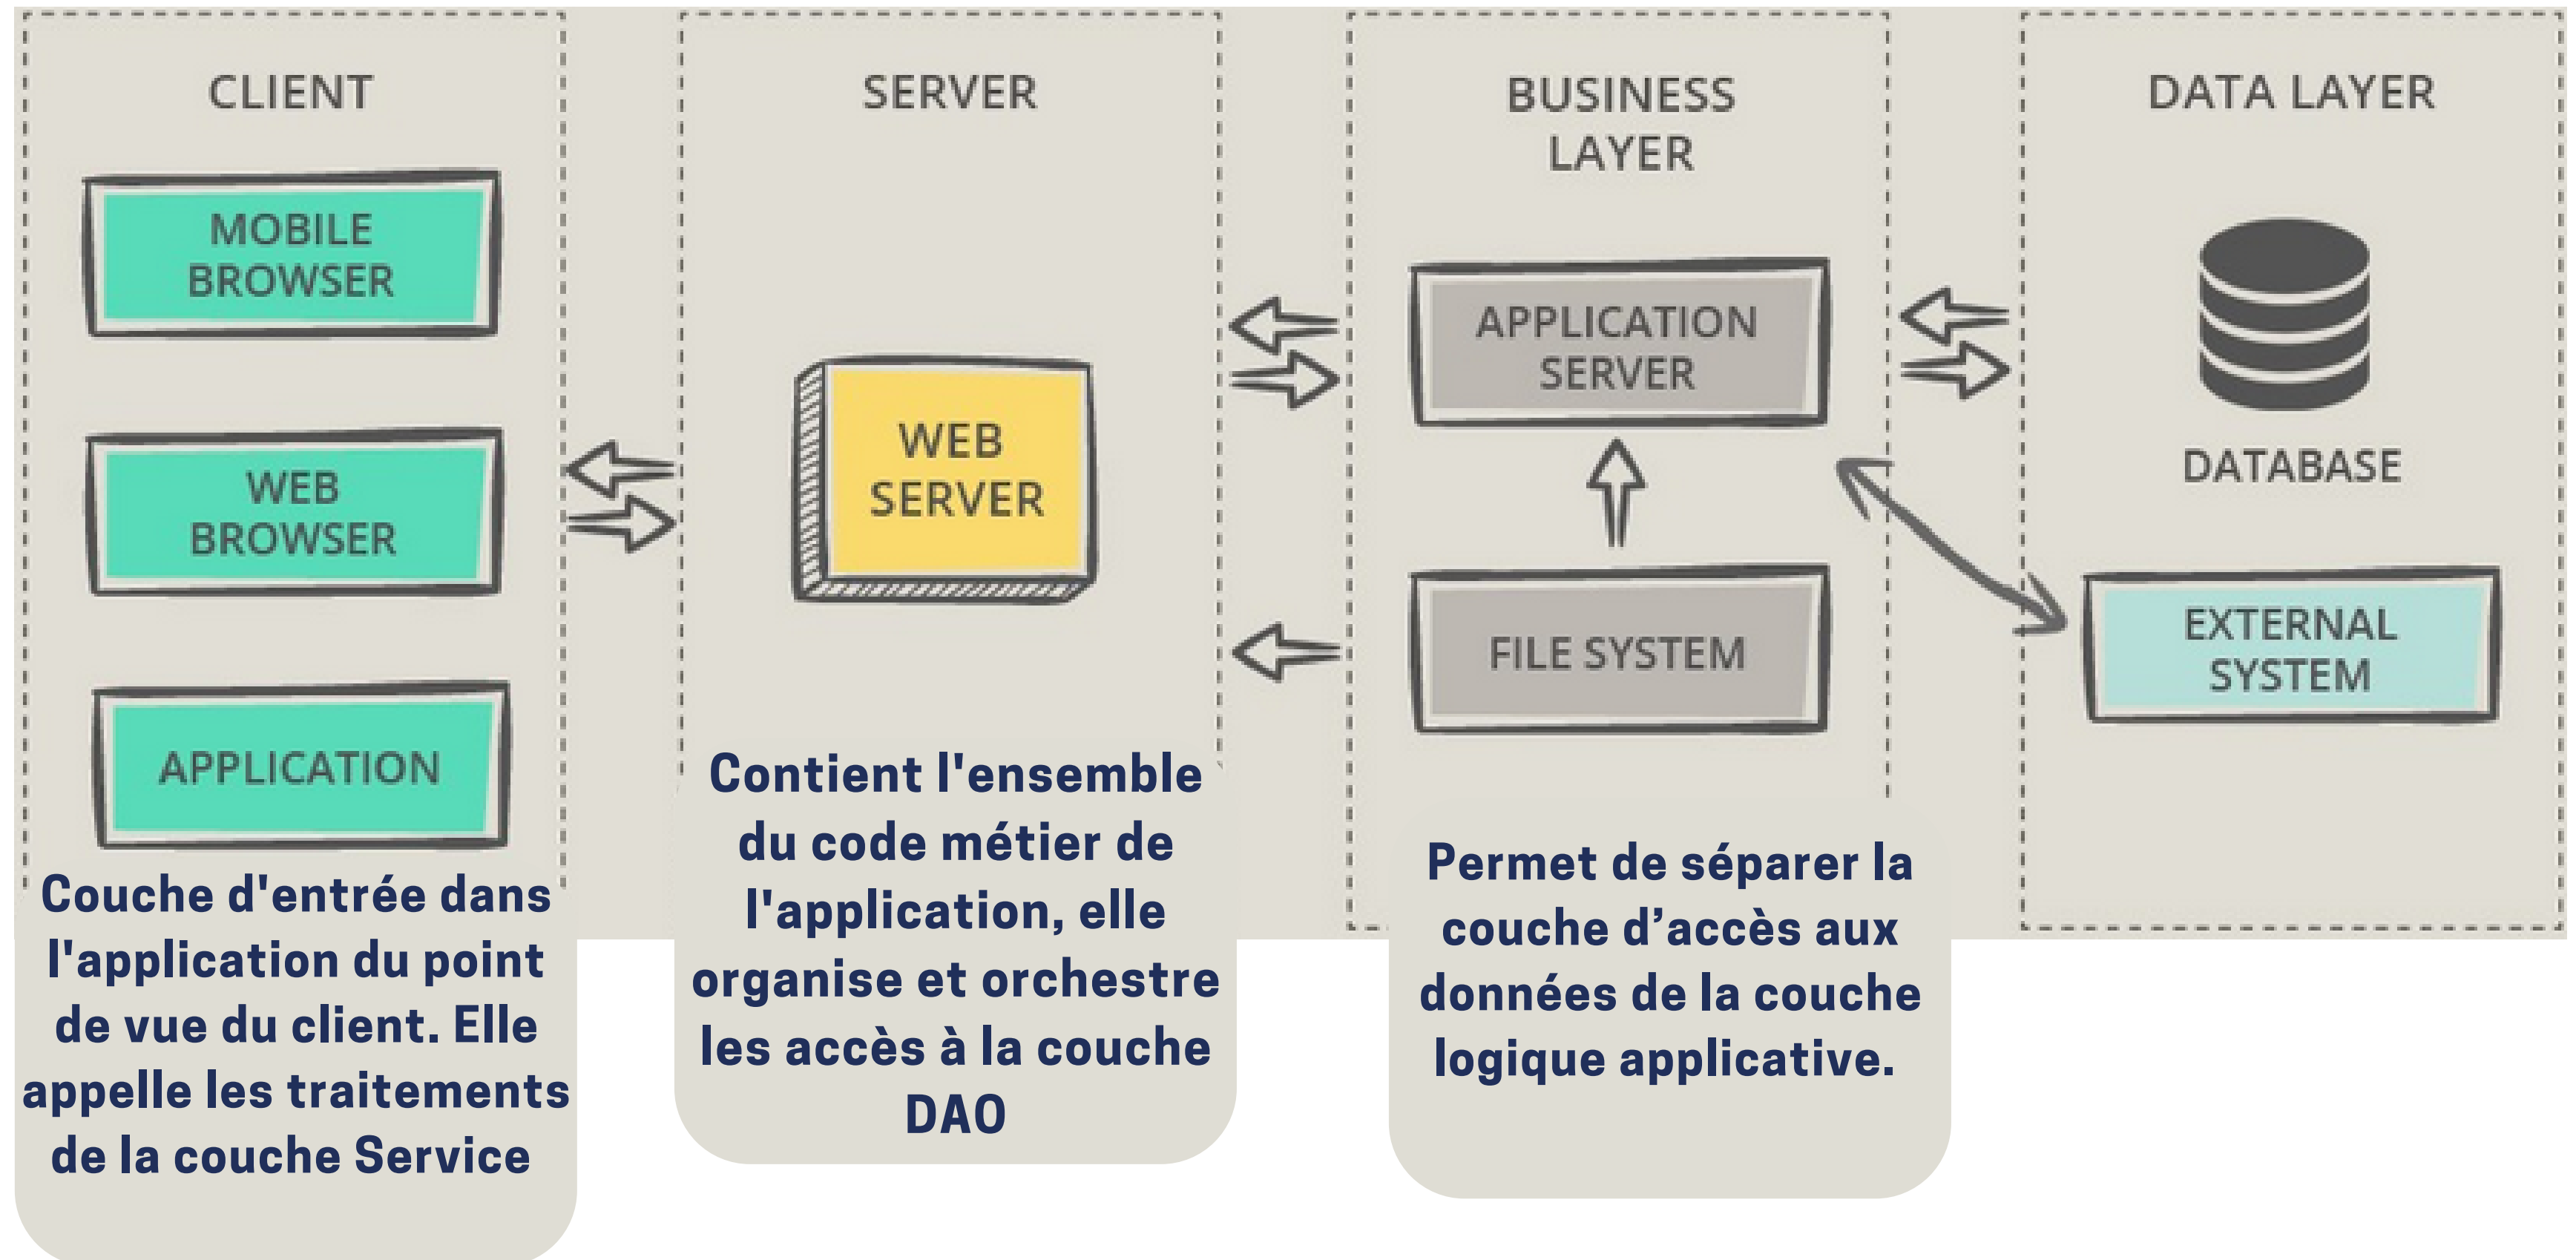 CLIENT
MOBILE
BROWSER
WEB
BROWSER
APPLICATION
Couche d'entrée dans
l'application du point
de vue du client. Elle
appelle les traitements
de la couche Service
SERVER
WEB
SERVER
Contient l'ensemble
du code métier de
l'application, elle
organise et orchestre
les accès à la couche
DAO
BUSINESS
LAYER
APPLICATION
SERVER
FILE SYSTEM
Permet de séparer la
couche d’accès aux
données de la couche
logique applicative.
DATA LAYER
DATABASE
EXTERNAL
SYSTEM